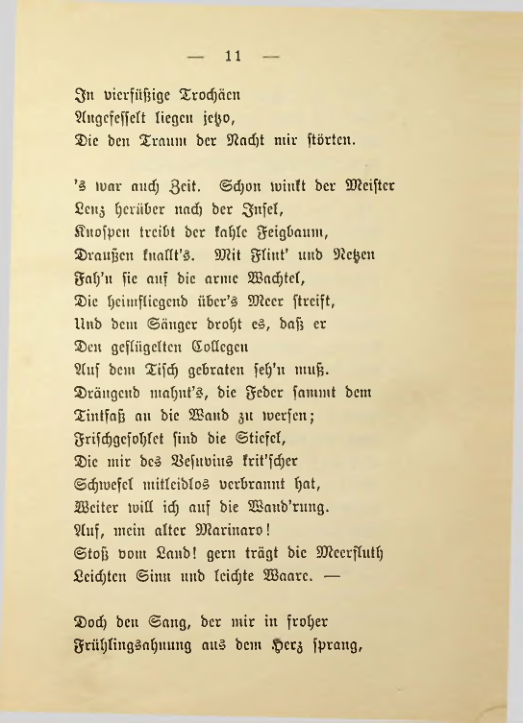 — 11 —
In vierfüßige Trochäen
Angefesselt liegen jetzo,
Die den Traum der Nacht mir störten.
's war auch Zeit. Schon winkt der Meister
Lenz herüber nach der Insel,
Knospen treibt der kahle Feigbaum,
Draußen knallt's. Mit Flint' und Netzen
Fah'n sie auf die arme Wachtel,
Die heimfliegend über's Meer streift,
Und dem Sänger droht es, daß er
Den geflügelten Collegen
Auf dem Tisch gebraten seh'n muß.
Drängend mahnt's, die Feder sammt dem
Tintfaß an die Wand zu werfen;
Frischgesohlet sind die Stiefel,
Die mir des Vesuvius krit'scher
Schwefel mitleidlos verbrannt hat,
Weiter will ich auf die Wand'rung.
Auf, mein alter Marinaro!
Stoß vom Land! gern trägt die Meerfluth
Leichten Sinn und leichte Waare. —
Doch den Sang, der mir in froher
Frühlingsahnung aus dem Herz sprang,